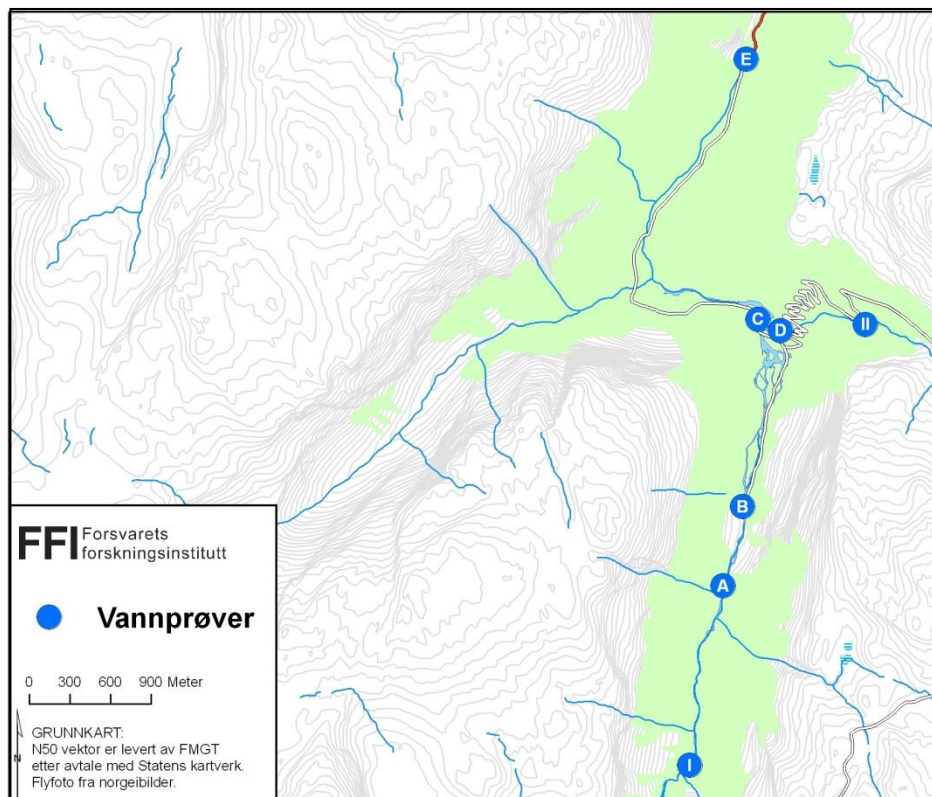 E
C
D
II
B
A
I
FFI Forsvarets
forskningsinstitutt
Vannprøver
0 300 600 900 Meter
GRUNNKART:
N50 vektor er levert av FMGT
etter avtale med Statens kartverk.
Flyfoto fra norgeibilder.
N